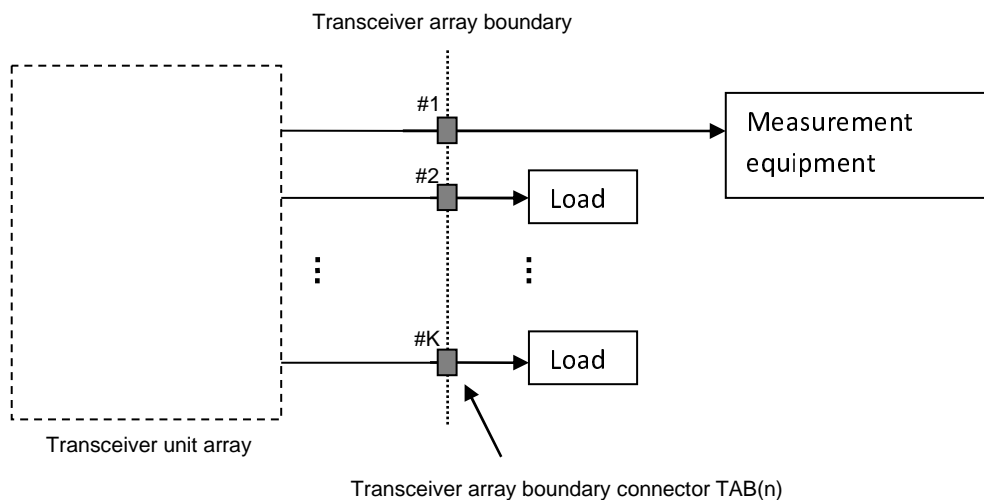 Transceiver array boundary
#1
Measurement
equipment
#2
Load
#K
Load
Transceiver unit array
Transceiver array boundary connector TAB(n)